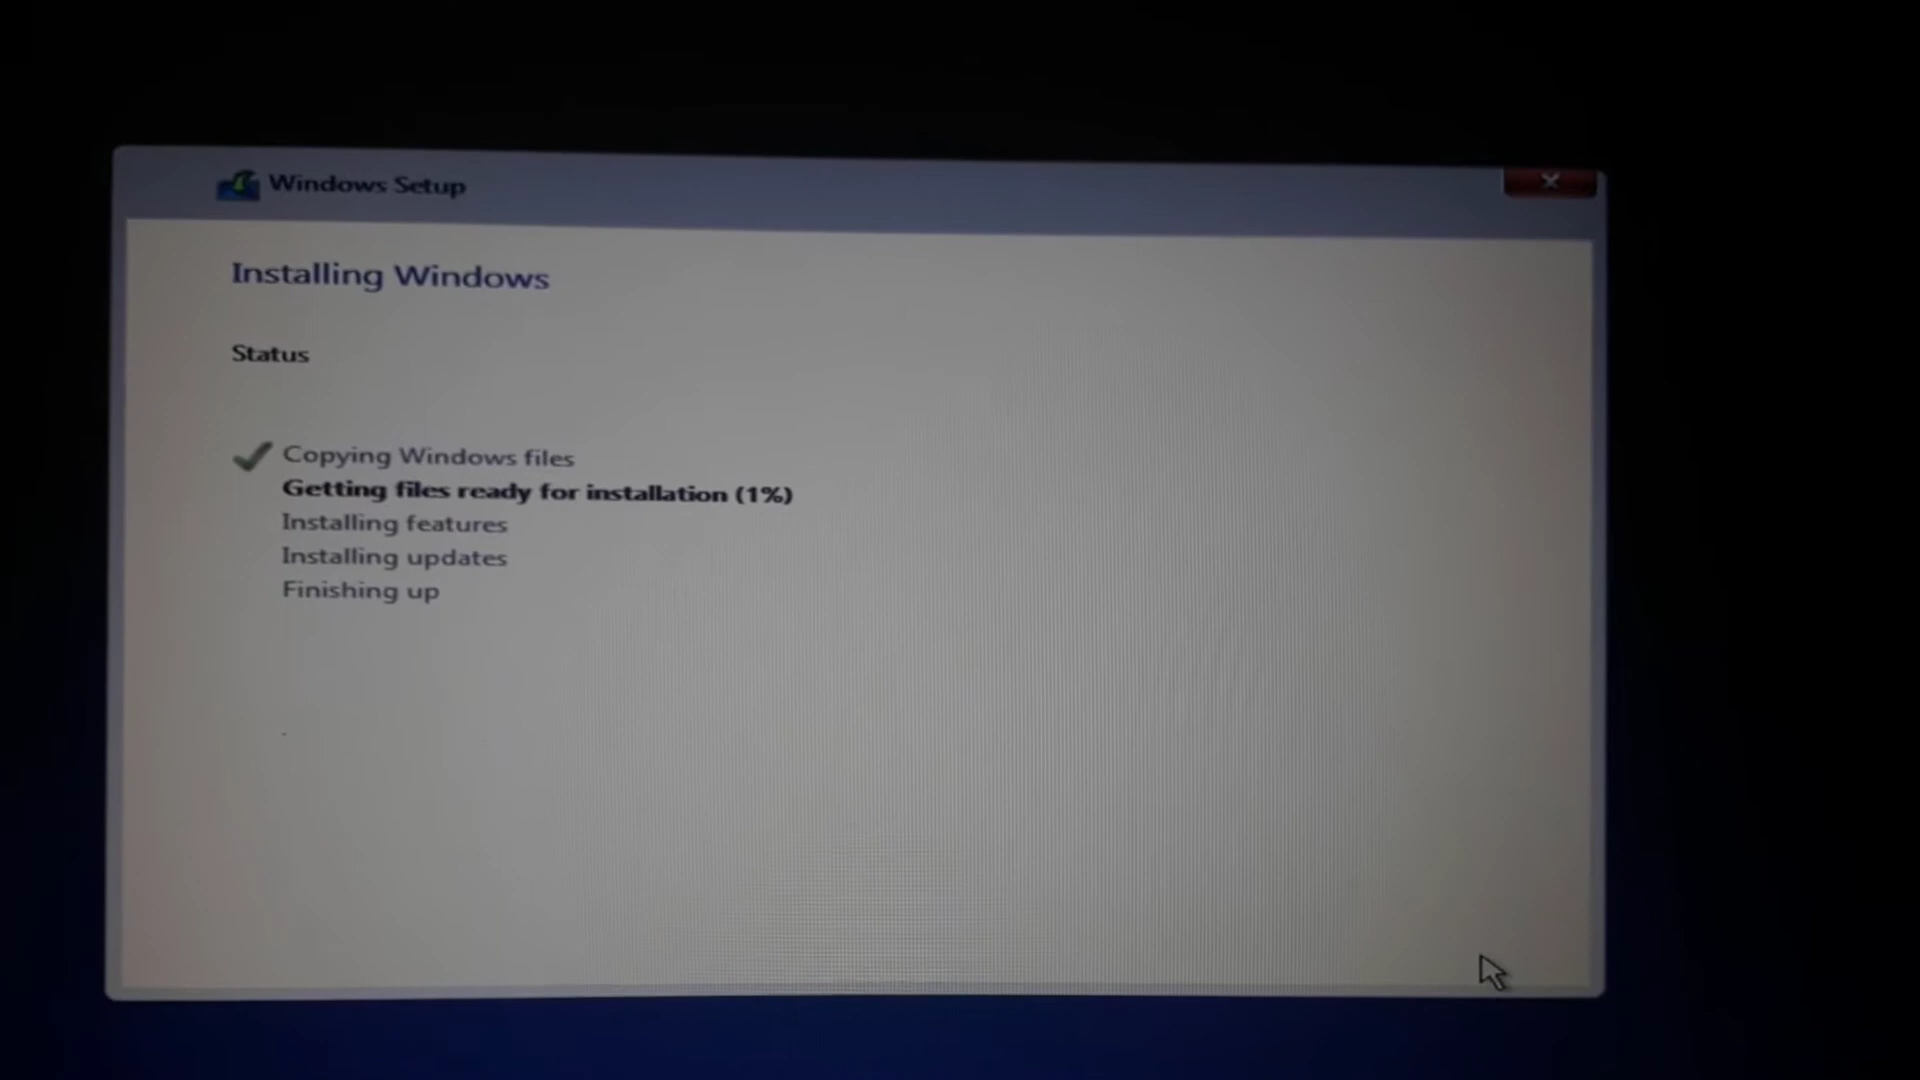 Windows Setup
Installing Windows
Status
Copying Windows files
Getting files ready for installation (1%)
Installing features
Installing updates
Finishing up